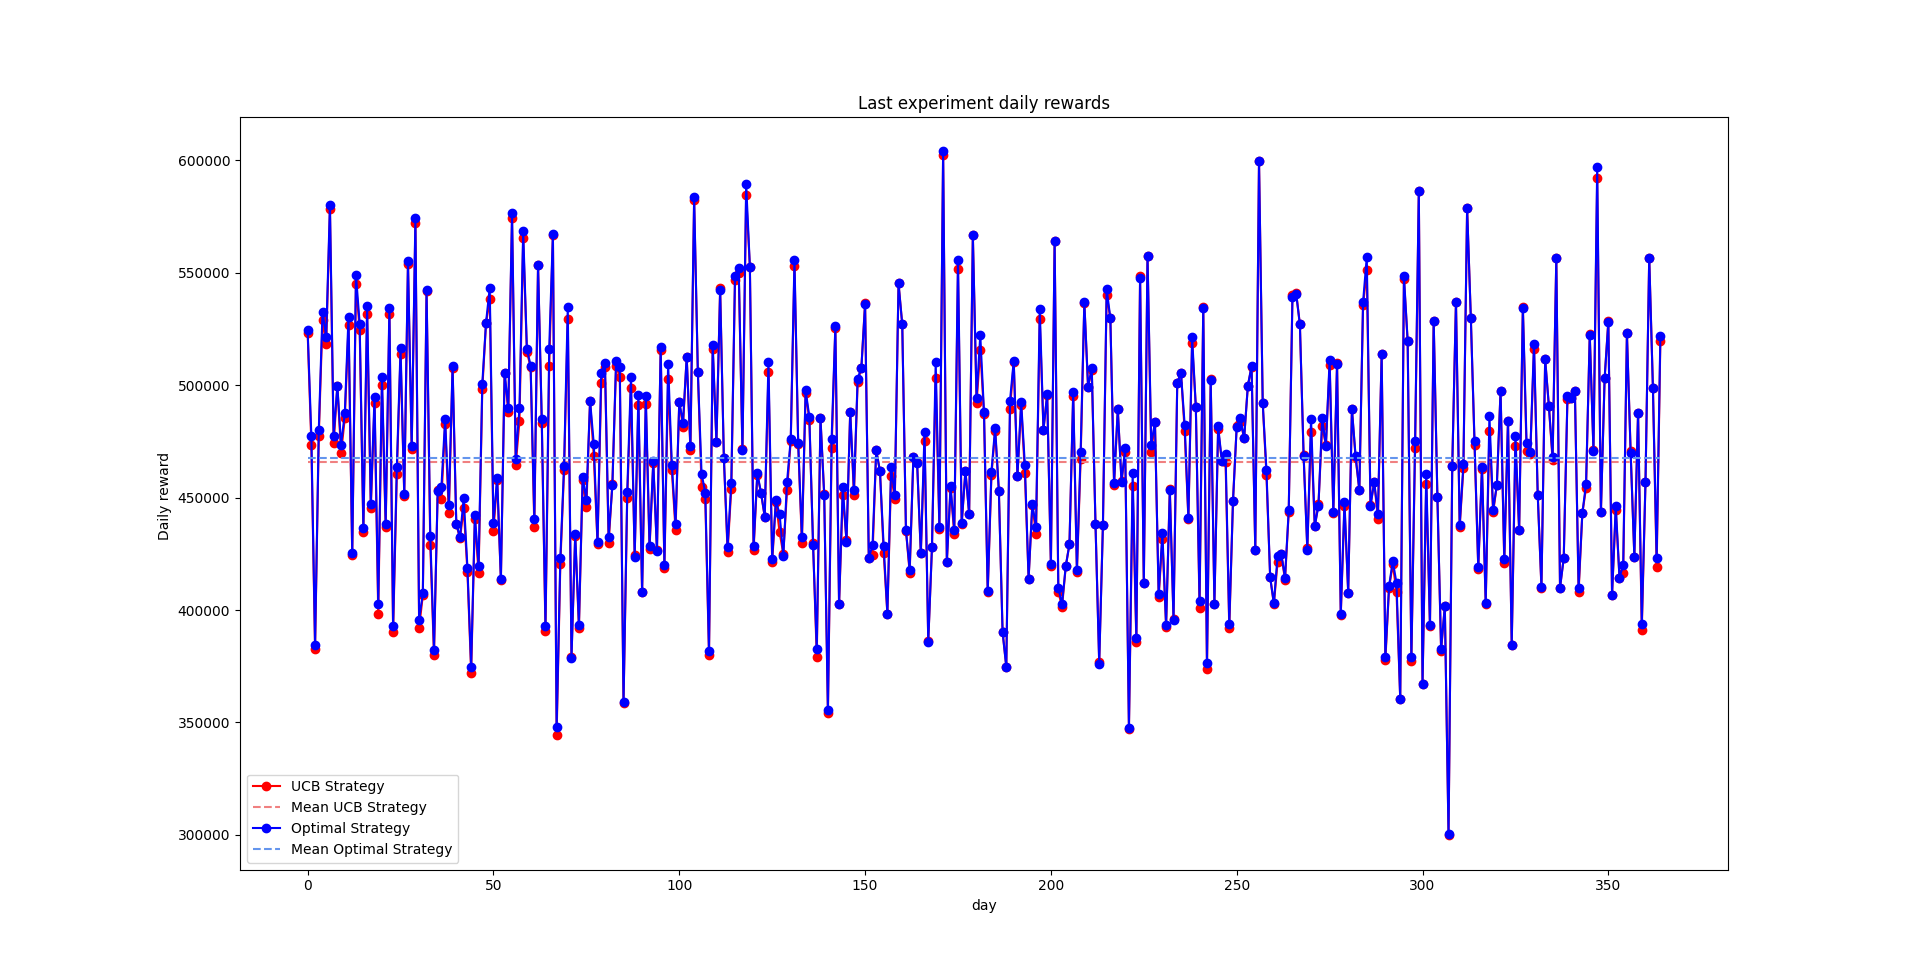 Last experiment daily rewards
600000
550000
500000
450000
400000
350000
300000
Daily reward
UCB Strategy
Mean UCB Strategy
Optimal Strategy
Mean Optimal Strategy
0 50 100 150 200 250 300 350
day